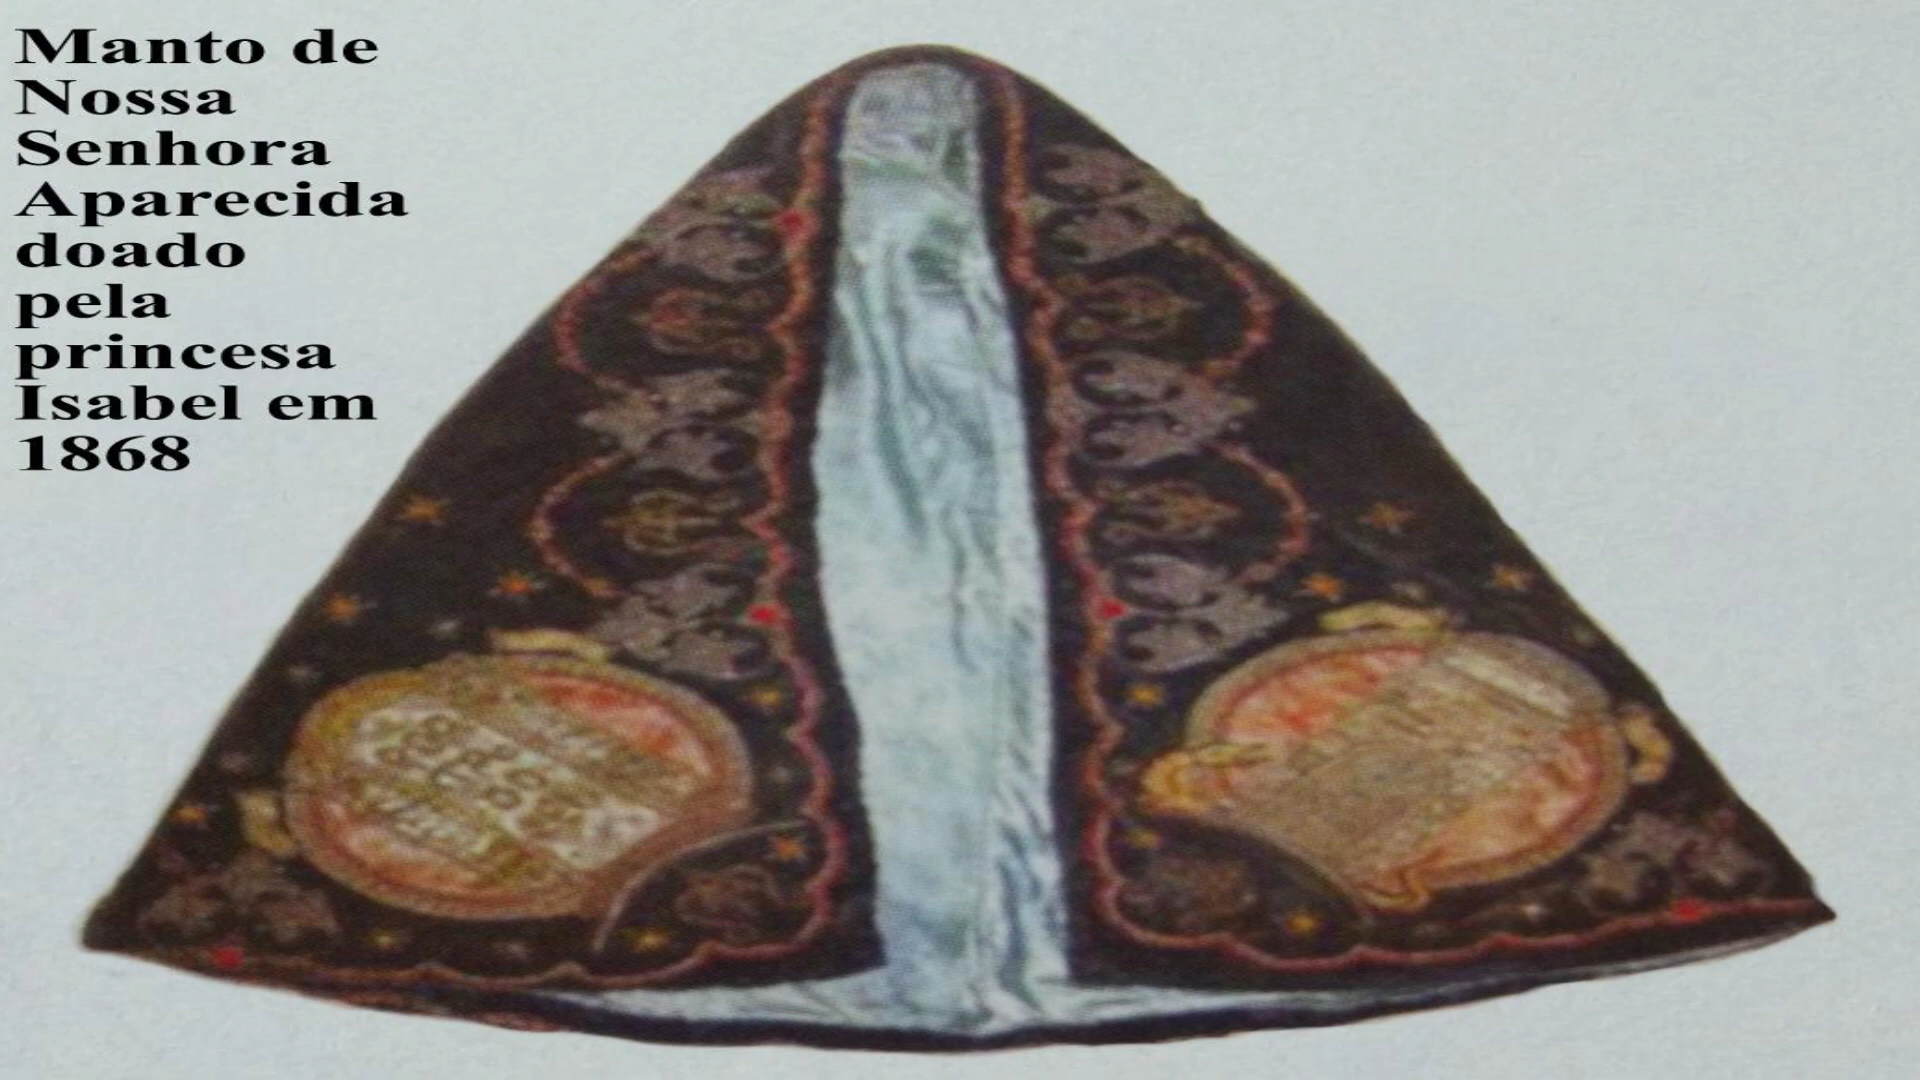 Manto de
Nossa
Senhora
Aparecida
doado
pela
princesa
Isabel em
1868